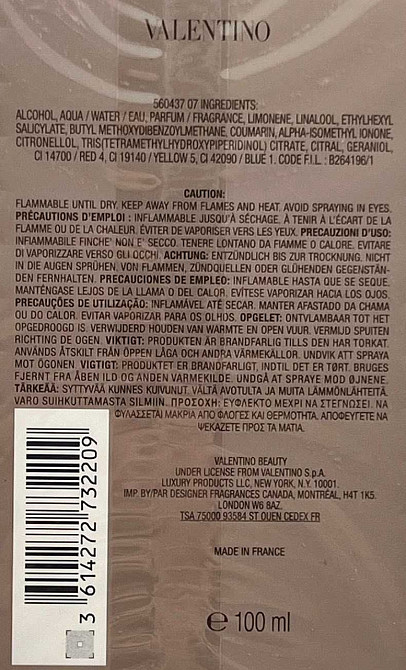 VALENTINO
560437 07 INGREDIENTS:
ALCOHOL, AQUA / WATER / EAU, PARFUM / FRAGRANCE, LIMONENE, LINALOOL, ETHYLHEXYL
SALICYLATE, BUTYL METHOXYDIBENZOYLMETHANE, COUMARIN, ALPHA-ISOMETHYL IONONE,
CITRONELLOL, TRIS(TETRAMETHYLHYDROXYPIPERIDINOL) CITRATE, CITRAL, GERANIOL,
CI 14700 / RED 4, CI 19140 / YELLOW 5, CI 42090 / BLUE 1. CODE F.I.L. : B264196/1
CAUTION:
FLAMMABLE UNTIL DRY. KEEP AWAY FROM FLAMES AND HEAT. AVOID SPRAYING IN EYES.
PRÉCAUTIONS D'EMPLOI : INFLAMMABLE JUSQU'À SÉCHAGE. À TENIR À L'ÉCART DE LA
FLAMME OU DE LA CHALEUR. ÉVITER DE VAPORISER VERS LES YEUX. PRECAUZIONI D'USO:
INFIAMMABILE FINCHE' NON E' SECCO. TENERE LONTANO DA FIAMME O CALORE. EVITARE
DI VAPORIZZARE VERSO GLI OCCHI. ACHTUNG: ENTZÜNDLICH BIS ZUR TROCKNUNG. NICHT
IN DIE AUGEN SPRÜHEN. VON FLAMMEN, ZÜNDQUELLEN ODER GLÜHENDEN GEGENSTÄN-
DEN FERNHALTEN. PRECAUCIONES DE EMPLEO: INFLAMABLE HASTA QUE SE SEQUE.
MANTÉNGASE LEJOS DE LA LLAMA O DEL CALOR. EVÍTESE VAPORIZAR HACIA LOS OJOS.
PRECAUÇÕES DE UTILIZAÇÃO: INFLAMÁVEL ATÉ SECAR. MANTER AFASTADO DA CHAMA
OU DO CALOR. EVITAR VAPORIZAR PARA OS OLHOS. OPGELET: ONTVLAMBAAR TOT HET
OPGEDROOGD IS. VERWIJDERD HOUDEN VAN WARMTE EN OPEN VUUR. VERMIJD SPUITEN
RICHTING DE OGEN. VIKTIGT: PRODUKTEN ÄR BRANDFARLIG TILLS DEN HAR TORKAT.
ANVÄNDS ÅTSKILT FRÅN ÖPPEN LÅGA OCH ANDRA VÄRMEKÄLLOR. UNDVIK ATT SPRAYA
MOT ÖGONEN. VIGTIGT: PRODUKTET ER BRANDFARLIGT, INDTIL DET ER TØRT. BRUGES
FJERNT FRA ÅBEN ILD OG ANDEN VARMEKILDE. UNDGÅ AT SPRAYE MOD ØJNENE.
TÄRKEÄÄ: SYTTYVÄÄ KUNNES KUIVUNUT. VÄLTÄ AVOTULTA JA MUITA LÄMMÖNLÄHTEITÄ.
VARO SUIHKUTTAMASTA SILMIIN. ΠΡΟΣΟΧΗ: ΕΥΦΛΕΚΤΟ ΜΕΧΡΙ ΝΑ ΣΤΕΓΝΩΣΕΙ. ΝΑ
ΦΥΛΑΣΣΕΤΑΙ ΜΑΚΡΙΑ ΑΠΟ ΦΛΟΓΕΣ ΚΑΙ ΘΕΡΜΟΤΗΤΑ. ΑΠΟΦΕΥΓΕΤΕ ΝΑ
ΨΕΚΑΖΕΤΕ ΠΡΟΣ ΤΑ ΜΑΤΙΑ.
VALENTINO BEAUTY
UNDER LICENSE FROM VALENTINO S.p.A.
LUXURY PRODUCTS LLC, NEW YORK, N.Y. 10001.
IMP. BY/PAR DESIGNER FRAGRANCES CANADA, MONTRÉAL, H4T 1K5.
LONDON W6 8AZ.
TSA 75000 93584 ST OUEN CEDEX FR
MADE IN FRANCE
℮ 100 ml
3 614272 732209